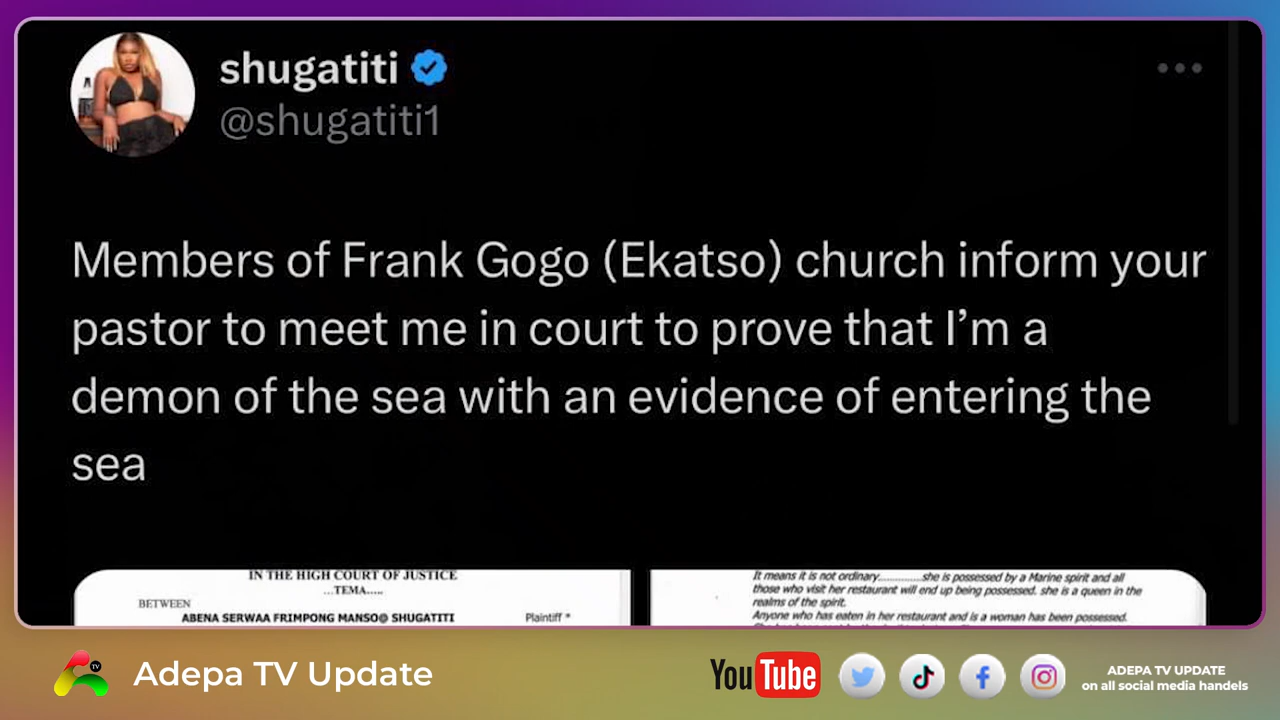 shugatiti
@shugatiti1
Members of Frank Gogo (Ekatso) church inform your
pastor to meet me in court to prove that I’m a
demon of the sea with an evidence of entering the
sea
IN THE HIGH COURT OF JUSTICE
...TEMA.....
BETWEEN
ABENA SERWAA FRIMPONG MANSO@ SHUGATITI Plaintiff *
It means it is not ordinary...............she is possessed by a Marine spirit and all
those who visit her restaurant will end up being possessed. she is a queen in the
realms of the spirit.
Anyone who has eaten in her restaurant and is a woman has been possessed.
TV
Adepa TV Update
YouTube
ADEPA TV UPDATE
on all social media handels